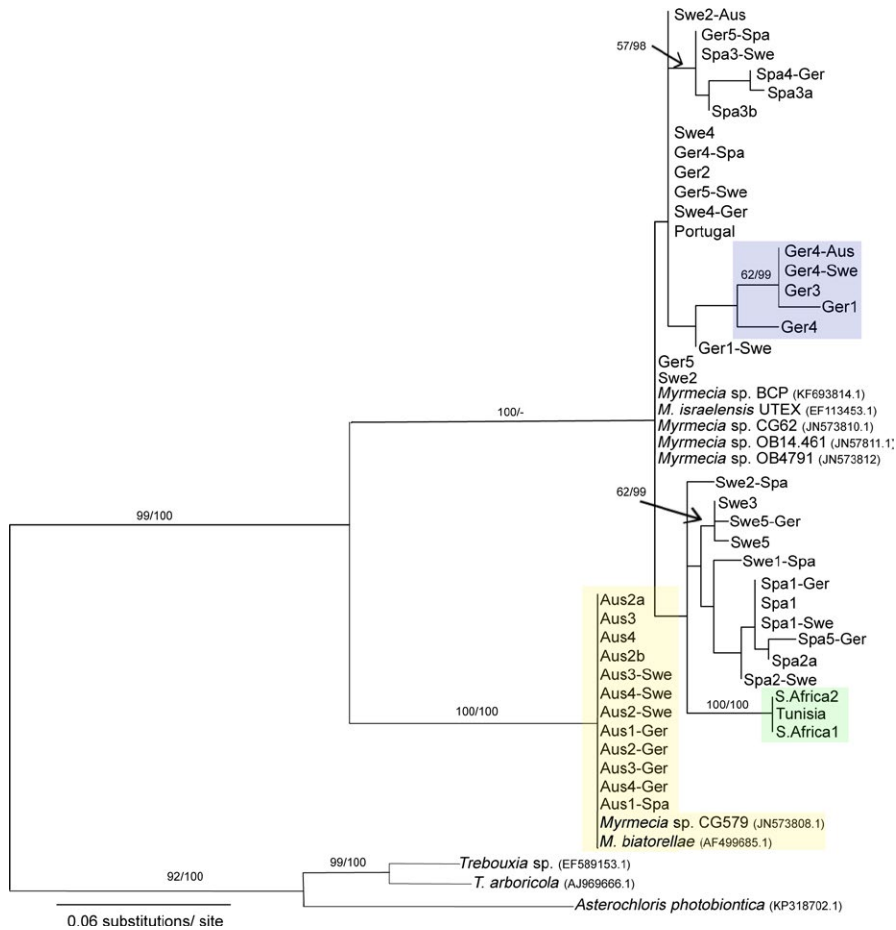 Swe2-Aus
57/98
Ger5-Spa
Spa3-Swe
Spa4-Ger
Spa3a
Spa3b
Swe4
Ger4-Spa
Ger2
Ger5-Swe
Swe4-Ger
Portugal
Ger4-Aus
62/99
Ger4-Swe
Ger3
Ger1
Ger4
Ger1-Swe
Ger5
Swe2
Myrmecia sp. BCP (KF693814.1)
100/-
M. israelensis UTEX (EF113453.1)
Myrmecia sp. CG62 (JN573810.1)
Myrmecia sp. OB14.461 (JN57811.1)
Myrmecia sp. OB4791 (JN573812)
62/99
Swe2-Spa
Swe3
Swe5-Ger
99/100
Swe5
Swe1-Spa
Spa1-Ger
Spa1
Spa1-Swe
Spa5-Ger
Spa2a
Spa2-Swe
Aus2a
Aus3
Aus4
Aus2b
Aus3-Swe
Aus4-Swe
Aus2-Swe
Aus1-Ger
Aus2-Ger
Aus3-Ger
Aus4-Ger
Aus1-Spa
100/100
100/100
S.Africa2
Tunisia
S.Africa1
Myrmecia sp. CG579 (JN573808.1)
M. biatorellae (AF499685.1)
99/100
Trebouxia sp. (EF589153.1)
92/100
T. arboricola (AJ969666.1)
Asterochloris photobiontica (KP318702.1)
0.06 substitutions/ site